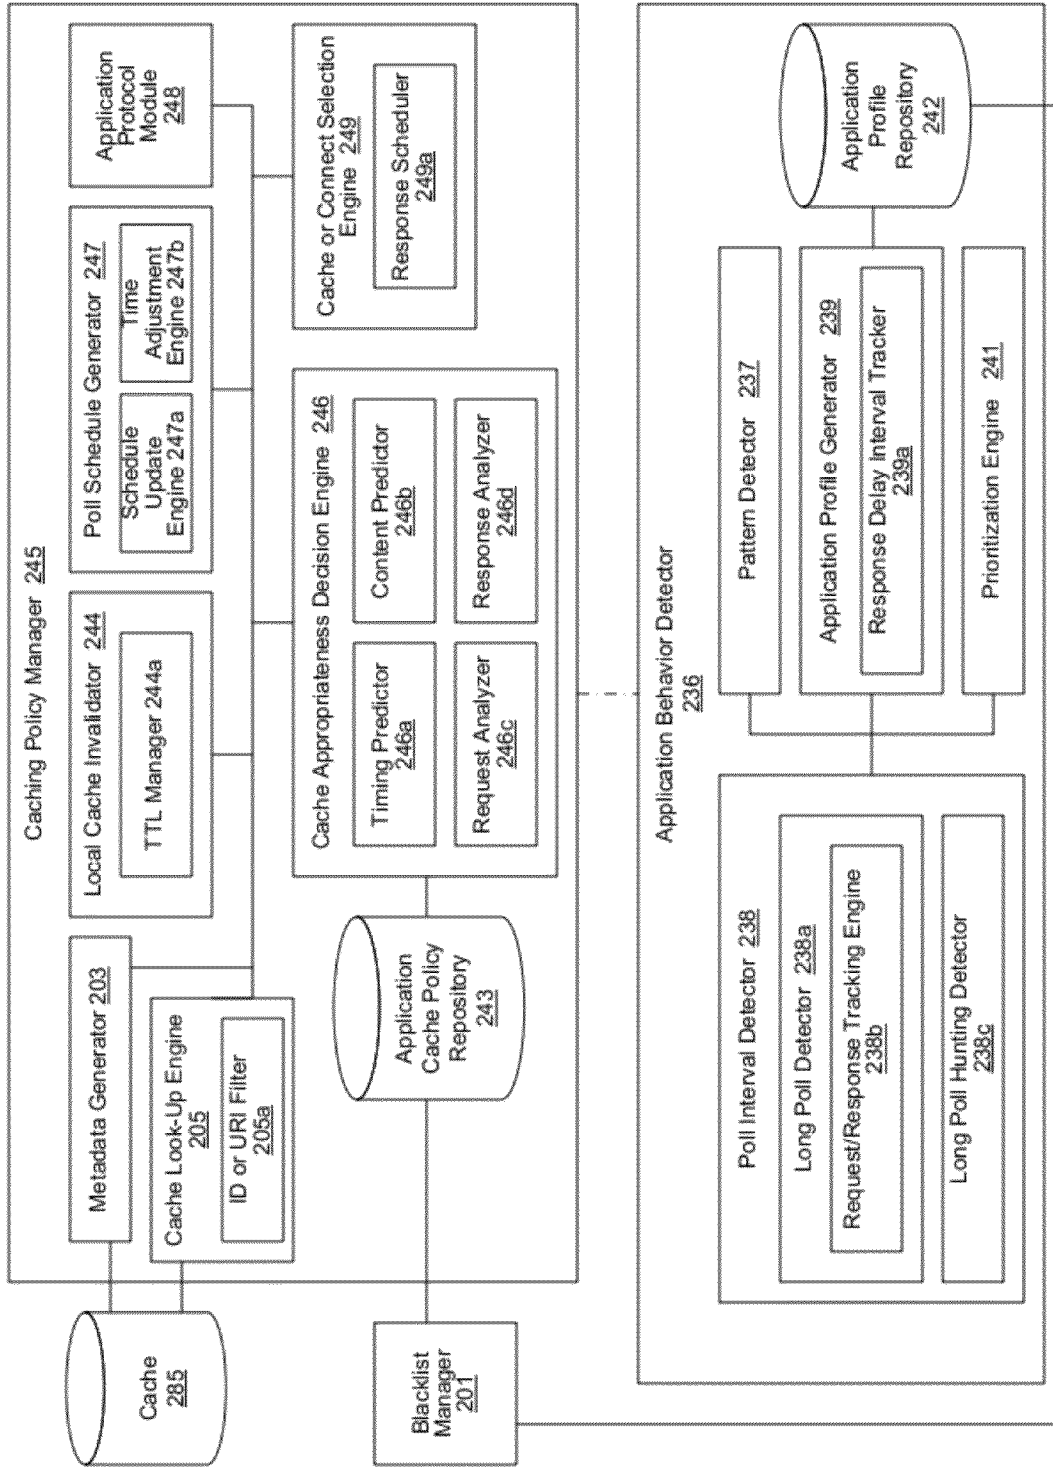 Caching Policy Manager 245
Cache
285
Metadata Generator 203
Cache Look-Up Engine
205
ID or URI Filter
205a
Local Cache Invalidator 244
TTL Manager 244a
Poll Schedule Generator 247
Schedule
Update
Engine 247a
Time
Adjustment
Engine 247b
Application
Protocol
Module
248
Blacklist
Manager
201
Application
Cache Policy
Repository
243
Cache Appropriateness Decision Engine 246
Timing Predictor
246a
Content Predictor
246b
Request Analyzer
246c
Response Analyzer
246d
Cache or Connect Selection
Engine 249
Response Scheduler
249a
Application Behavior Detector
236
Poll Interval Detector 238
Long Poll Detector 238a
Request/Response Tracking Engine
238b
Long Poll Hunting Detector
238c
Pattern Detector 237
Application Profile Generator 239
Response Delay Interval Tracker
239a
Prioritization Engine 241
Application
Profile
Repository
242